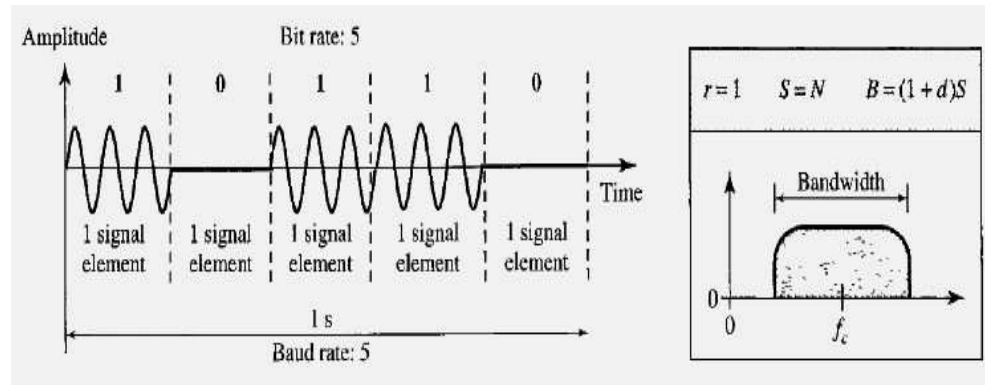 Amplitude
Bit rate: 5
1 0 1 1 0
Time
1 signal element
1 signal element
1 signal element
1 signal element
1 signal element
1 s
Baud rate: 5
r = 1 S = N B = (1 + d)S
Bandwidth
0
0
fc